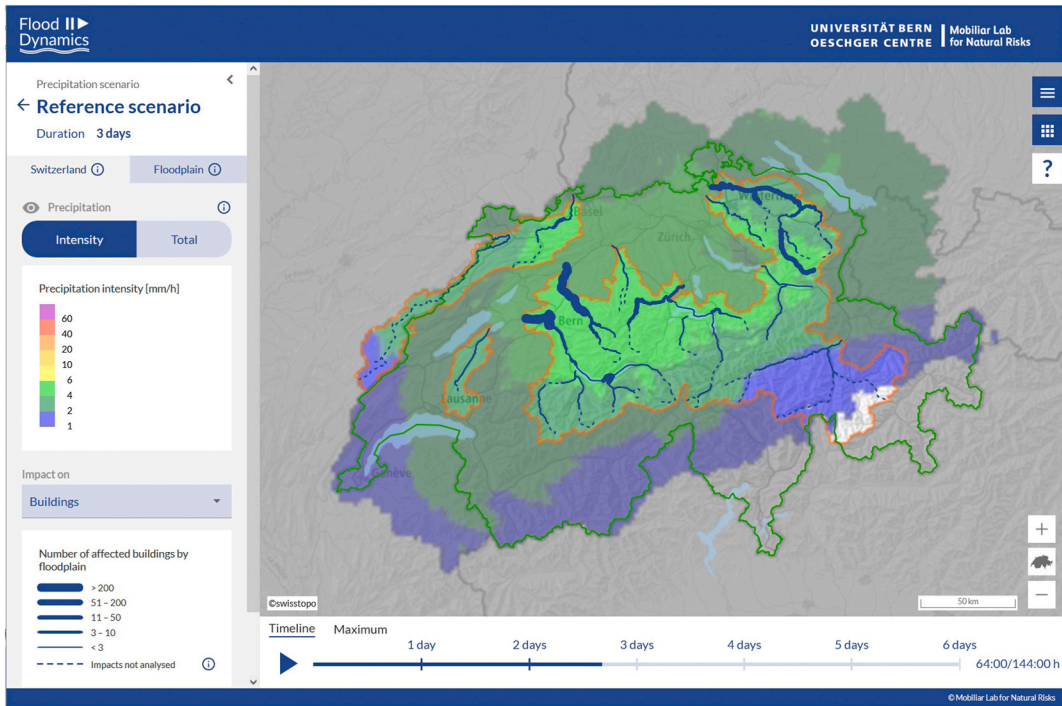 Flood
Dynamics
UNIVERSITÄT BERN
OESCHGER CENTRE
Mobiliar Lab
for Natural Risks
Precipitation scenario
Reference scenario
Duration 3 days
Switzerland
Floodplain
Precipitation
Intensity
Total
Precipitation intensity [mm/h]
60
40
20
10
6
4
2
1
Impact on
Buildings
Number of affected buildings by
floodplain
> 200
51 – 200
11 – 50
3 – 10
< 3
Impacts not analysed
?
Basel
Zürich
Bern
Lausanne
Genève
+
−
©swisstopo
50 km
Timeline
Maximum
1 day
2 days
3 days
4 days
5 days
6 days
64:00/144:00 h
© Mobiliar Lab for Natural Risks